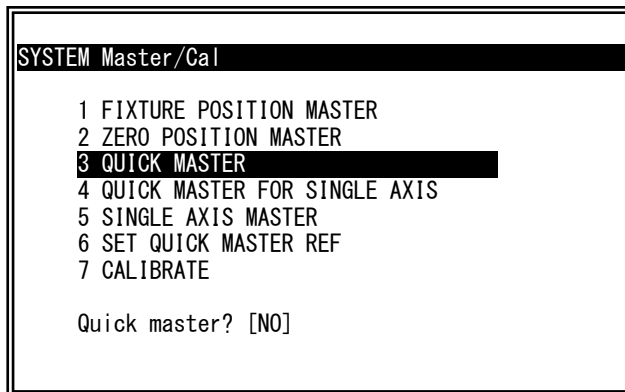 SYSTEM Master/Cal
1 FIXTURE POSITION MASTER
2 ZERO POSITION MASTER
3 QUICK MASTER
4 QUICK MASTER FOR SINGLE AXIS
5 SINGLE AXIS MASTER
6 SET QUICK MASTER REF
7 CALIBRATE
Quick master? [NO]